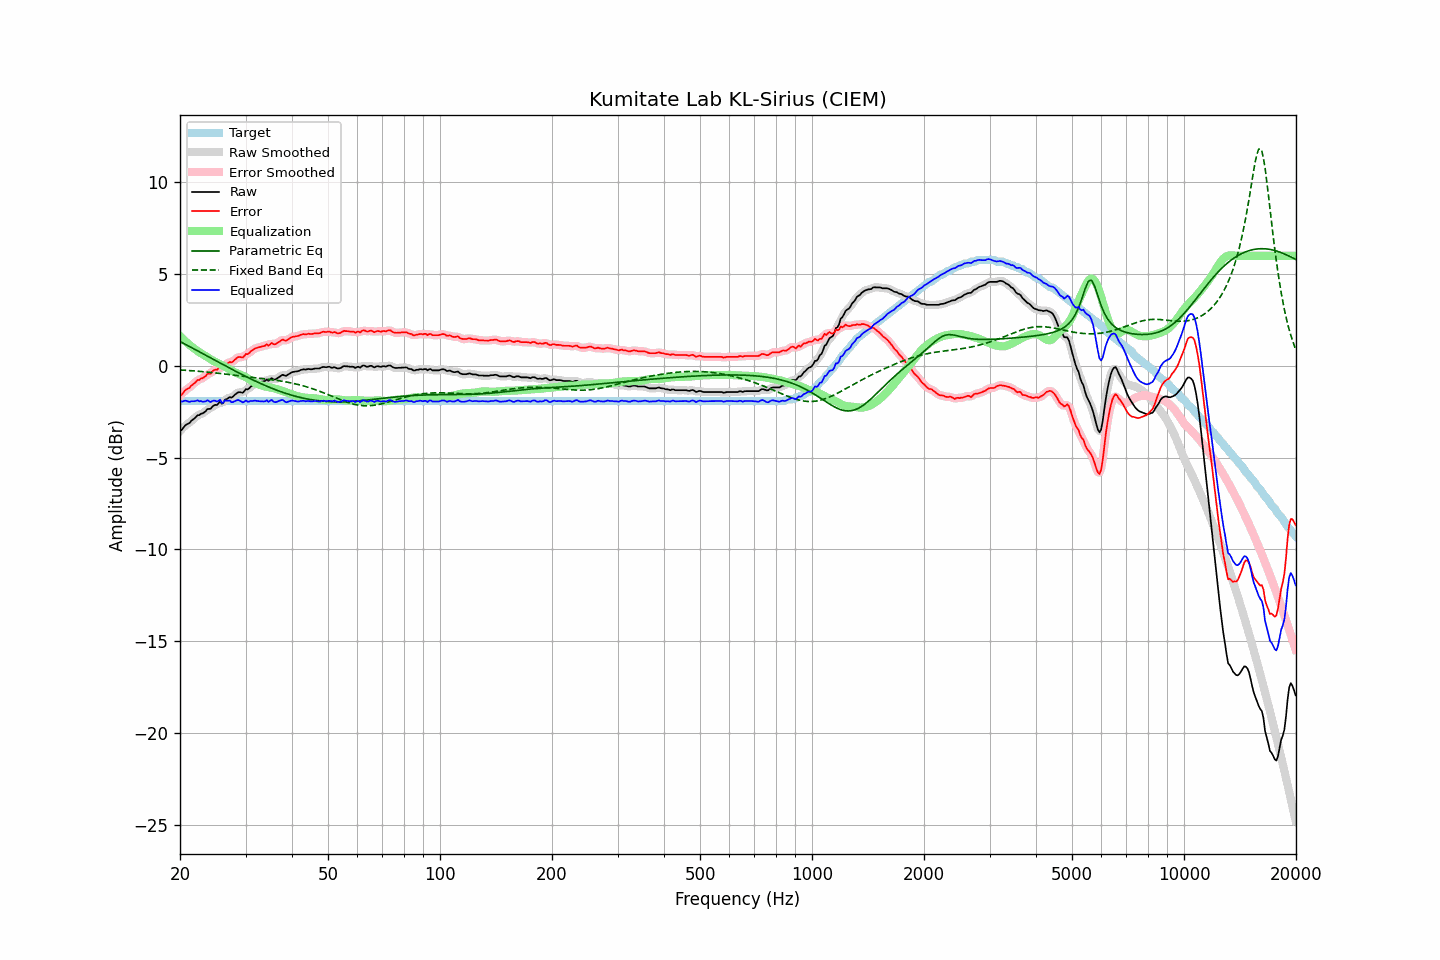 Kumitate Lab KL-Sirius (CIEM)
Target
Raw Smoothed
Error Smoothed
Raw
Error
Equalization
Parametric Eq
Fixed Band Eq
Equalized
10
5
0
−5
−10
−15
−20
−25
Amplitude (dBr)
20 50 100 200 500 1000 2000 5000 10000 20000
Frequency (Hz)